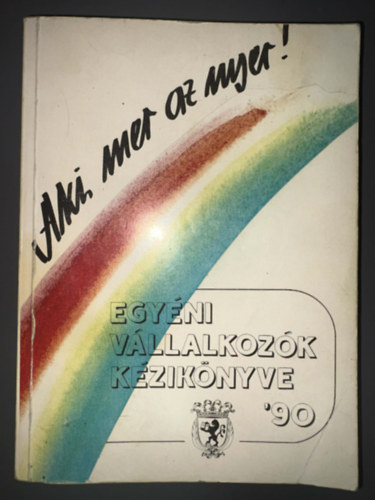 Aki mer az nyer!
EGYÉNI
VÁLLALKOZÓK
KÉZIKÖNYVE
'90